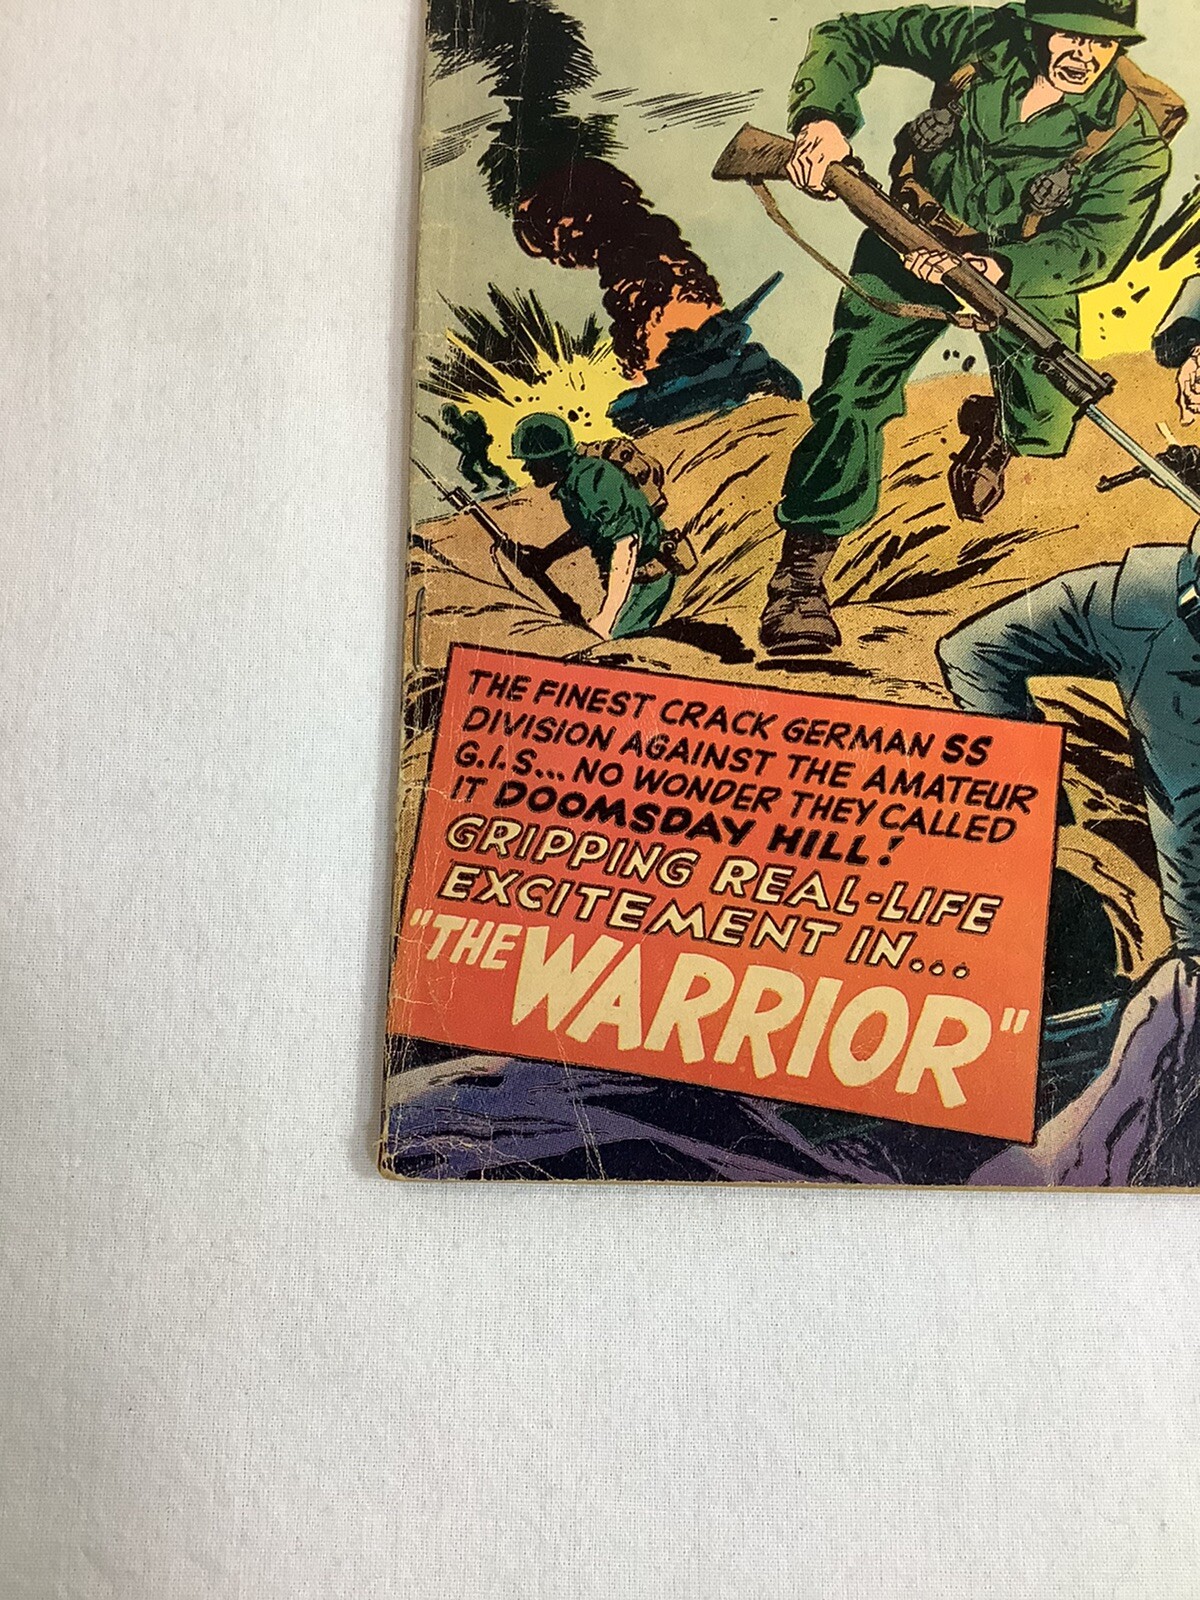 THE FINEST CRACK GERMAN SS
DIVISION AGAINST THE AMATEUR
G.I.S... NO WONDER THEY CALLED
IT DOOMSDAY HILL!
GRIPPING REAL-LIFE
EXCITEMENT IN...
"THE WARRIOR"